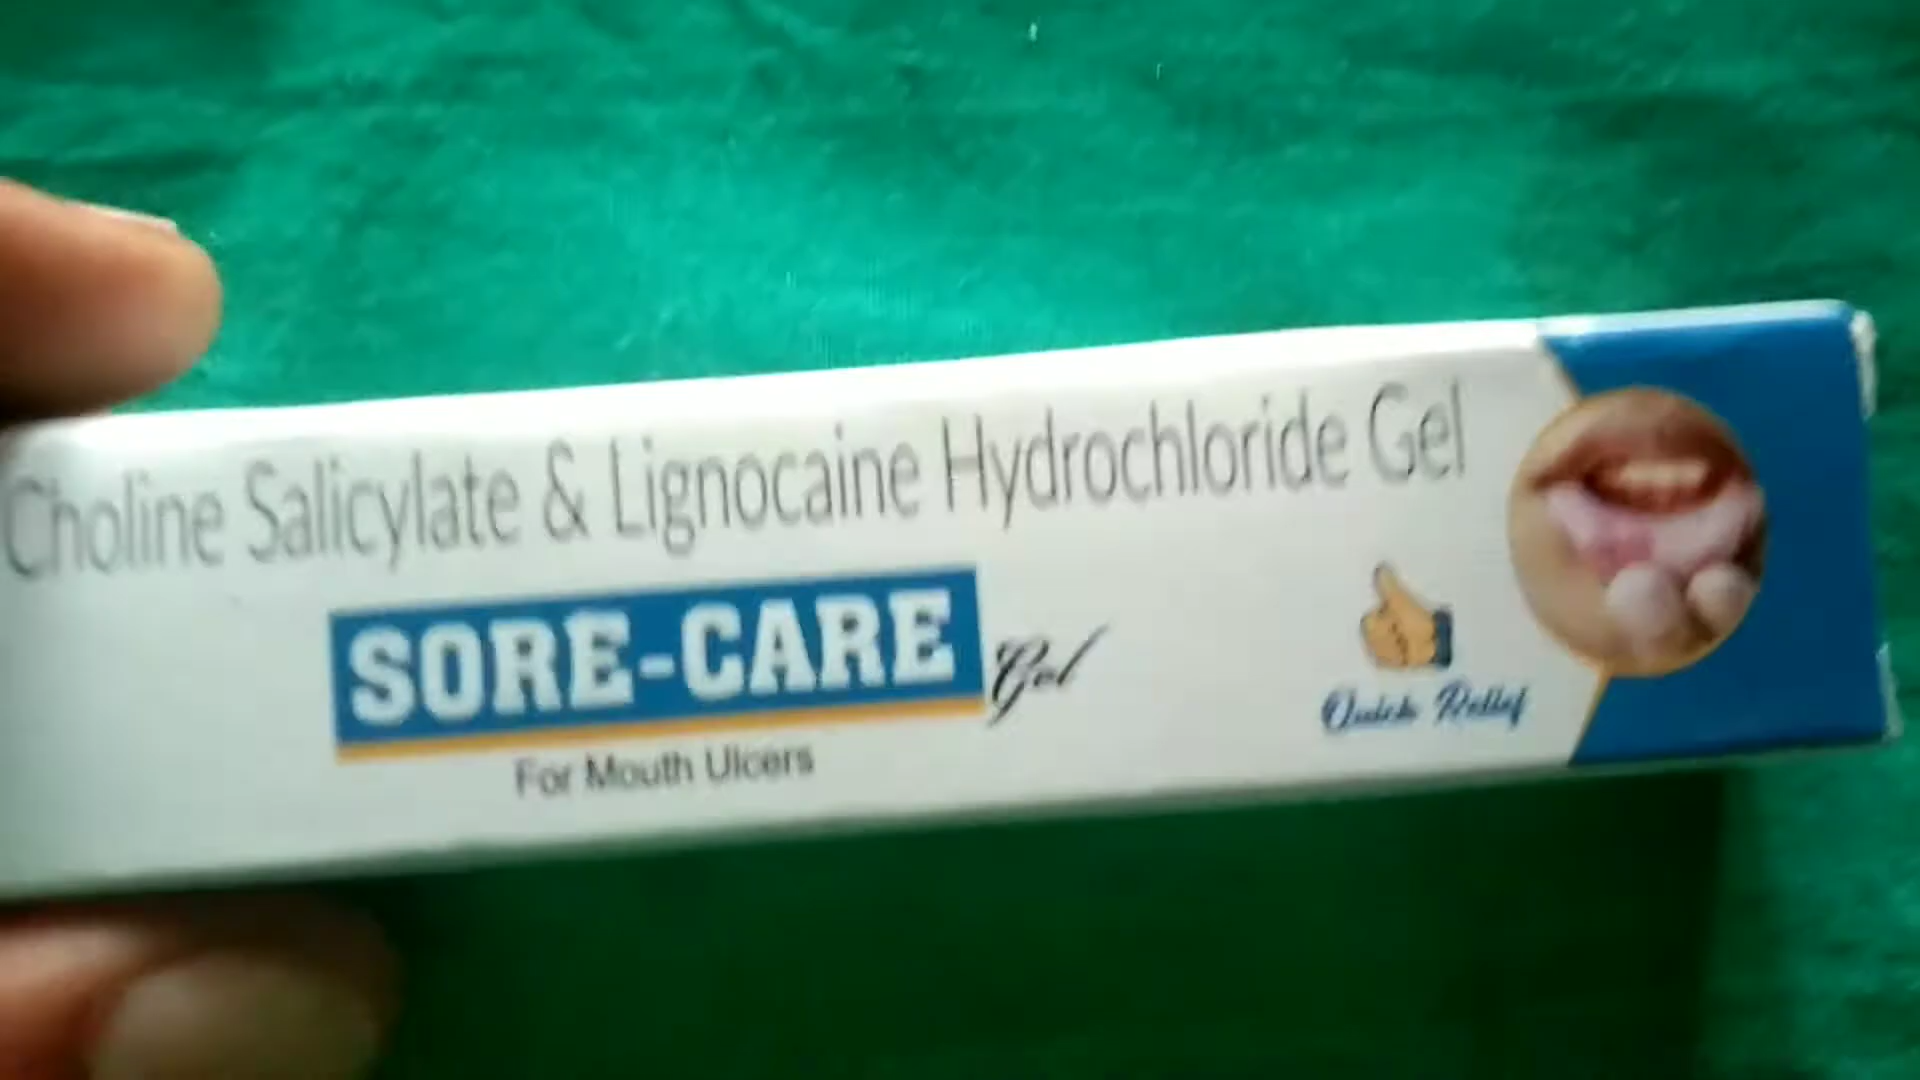 Choline Salicylate & Lignocaine Hydrochloride Gel
SORE-CARE Gel
For Mouth Ulcers
Quick Relief